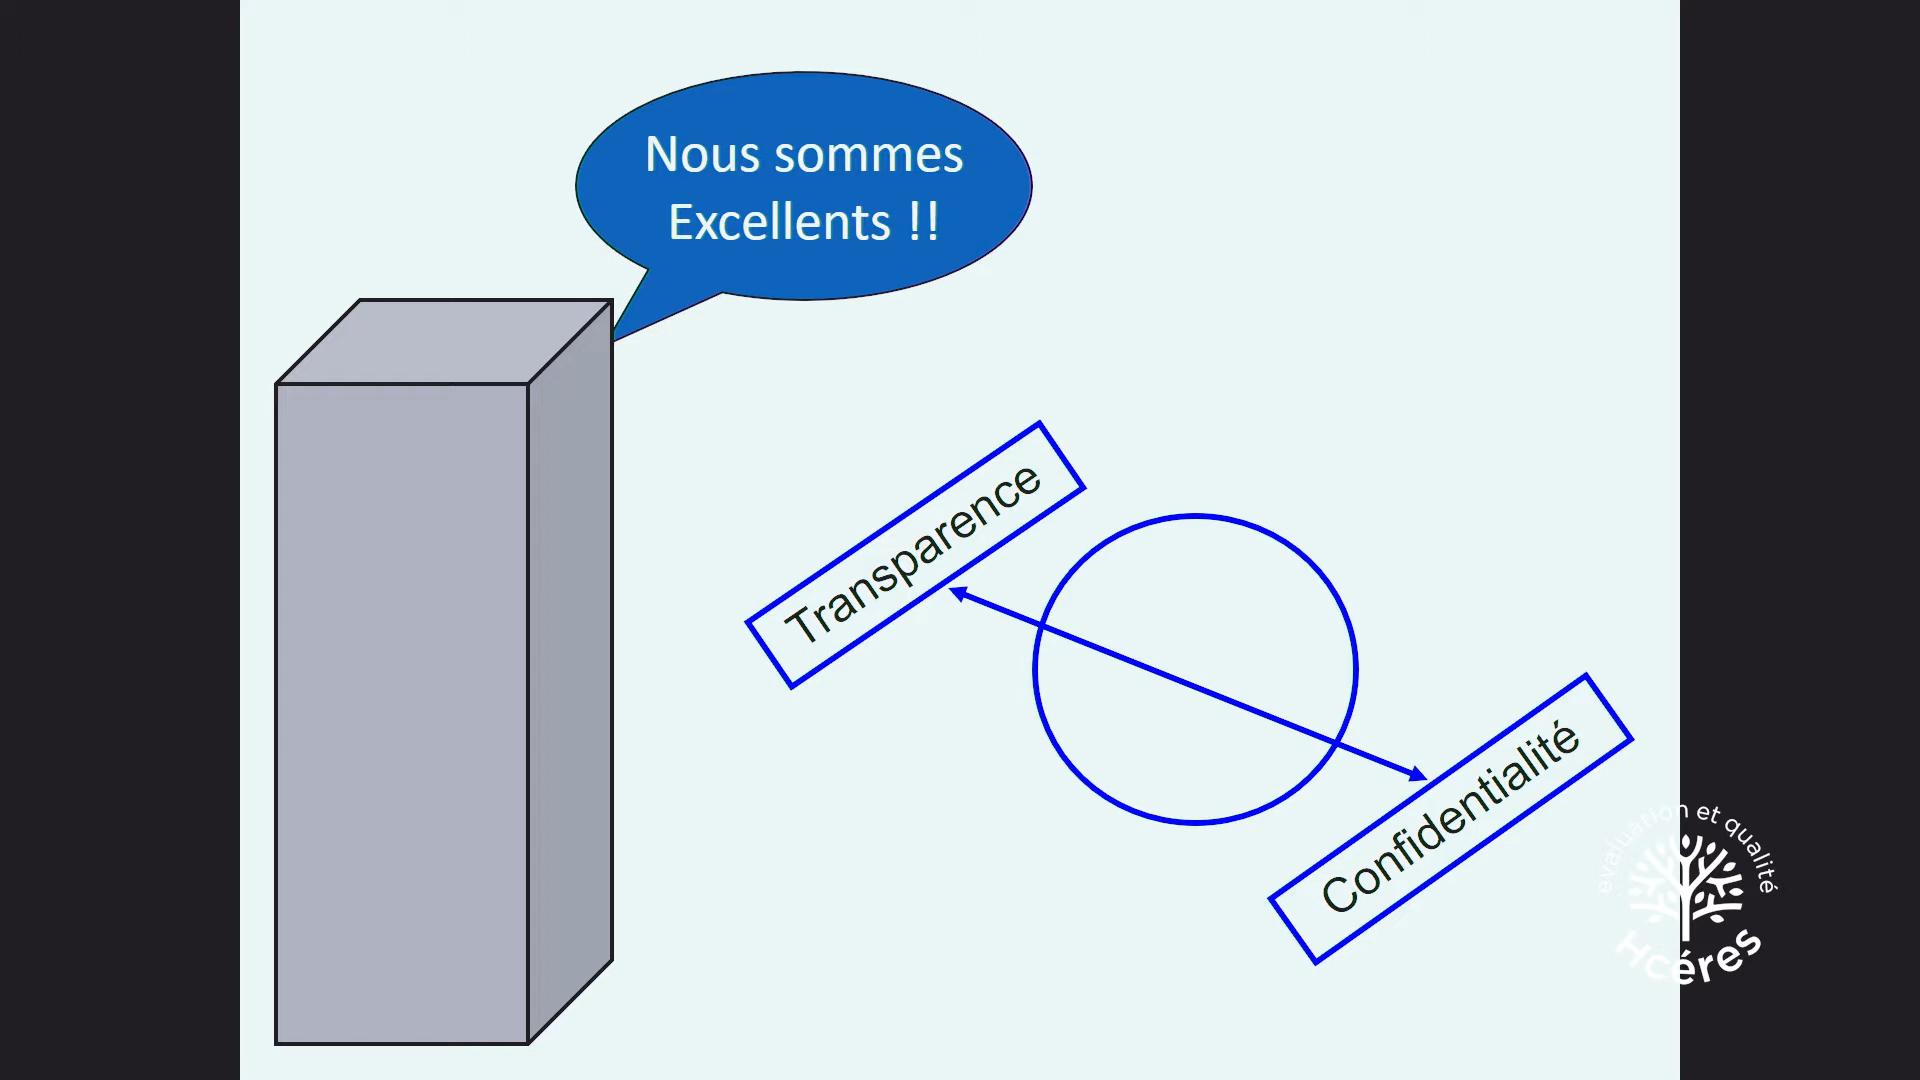 Nous sommes
Excellents !!
Transparence
Confidentialité
évaluation et qualité
Hcéres